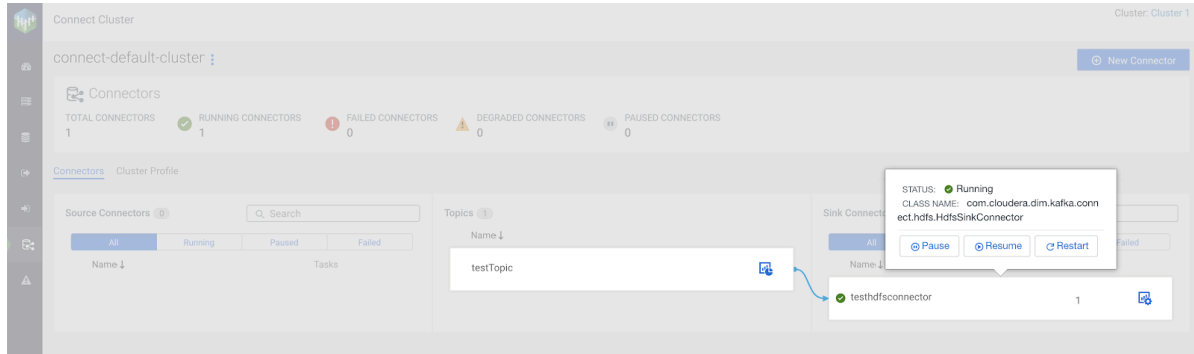 Connect Cluster
Cluster: Cluster 1
connect-default-cluster
New Connector
Connectors
TOTAL CONNECTORS
1
RUNNING CONNECTORS
1
FAILED CONNECTORS
0
DEGRADED CONNECTORS
0
PAUSED CONNECTORS
0
Connectors Cluster Profile
Source Connectors 0
Search
All Running Paused Failed
Name Tasks
Topics 1
Name
testTopic
Sink Connecto
All
Failed
Name
STATUS: Running
CLASS NAME: com.cloudera.dim.kafka.conn
ect.hdfs.HdfsSinkConnector
Pause Resume Restart
testhdfsconnector 1